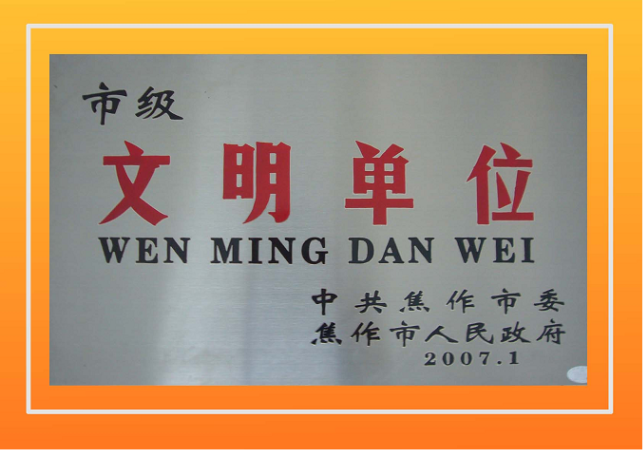 市级
文明单位
WEN MING DAN WEI
中共焦作市委
焦作市人民政府
2007.1